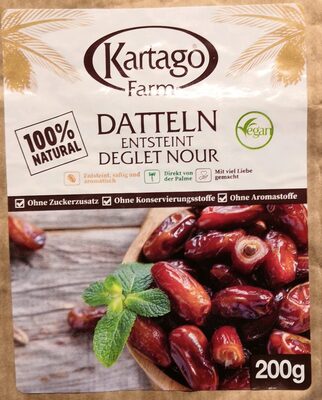 Kartago
Farm
100%
NATURAL
DATTELN
ENTSTEINT
DEGLET NOUR
Vegan
Entsteint, saftig und
aromatisch
Direkt von
der Palme
Mit viel Liebe
gemacht
Ohne Zuckerzusatz
Ohne Konservierungsstoffe
Ohne Aromastoffe
200g